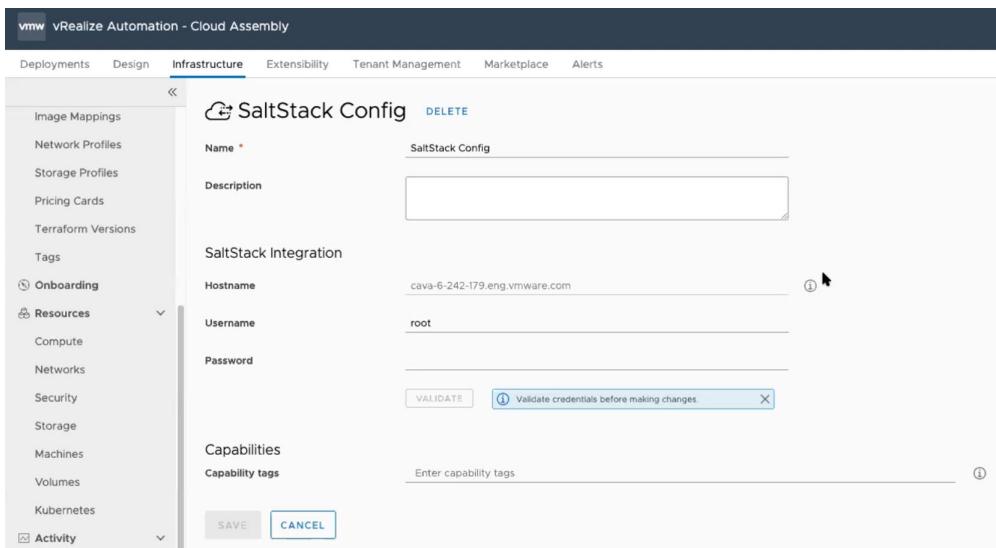 vmw vRealize Automation - Cloud Assembly
Deployments Design Infrastructure Extensibility Tenant Management Marketplace Alerts
Image Mappings
Network Profiles
Storage Profiles
Pricing Cards
Terraform Versions
Tags
Onboarding
Resources
Compute
Networks
Security
Storage
Machines
Volumes
Kubernetes
Activity
SaltStack Config DELETE
Name * SaltStack Config
Description
SaltStack Integration
Hostname cava-6-242-179.eng.vmware.com
Username root
Password
VALIDATE Validate credentials before making changes.
Capabilities
Capability tags Enter capability tags
SAVE CANCEL